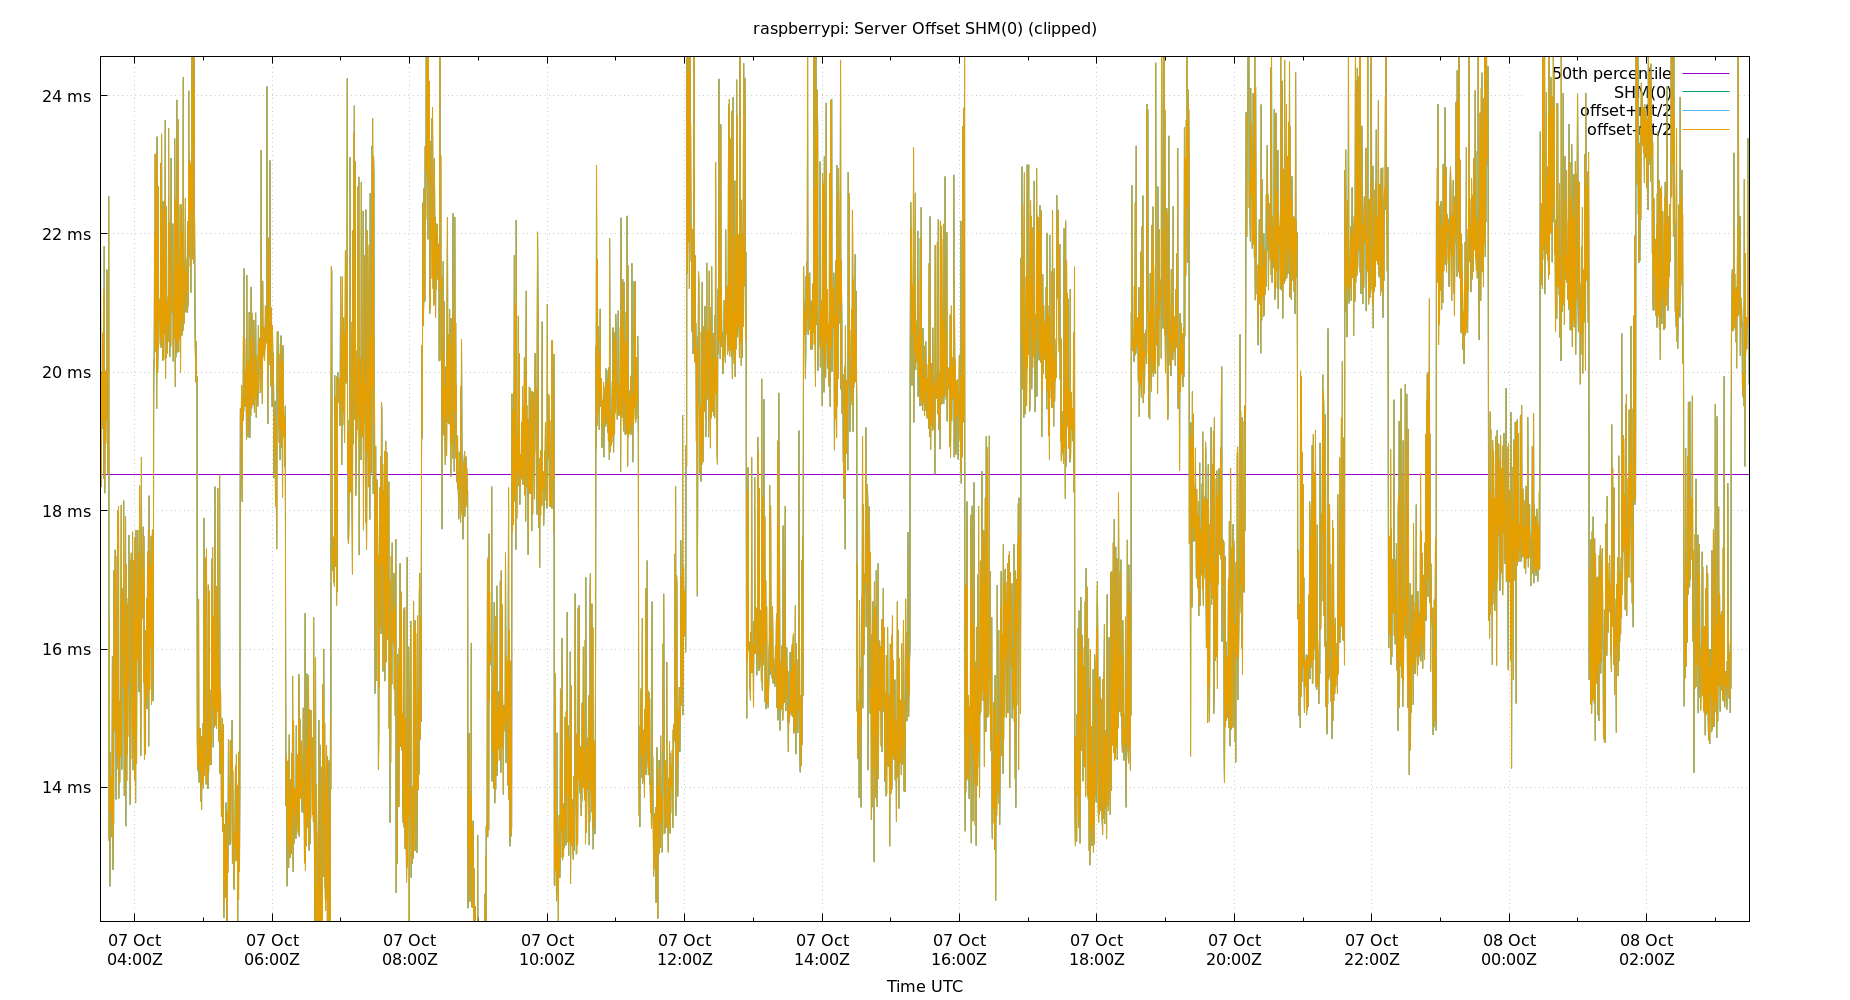 raspberrypi: Server Offset SHM(0) (clipped)
50th percentile
SHM(0)
offset+rtt/2
offset-rtt/2
24 ms
22 ms
20 ms
18 ms
16 ms
14 ms
07 Oct 07 Oct 07 Oct 07 Oct 07 Oct 07 Oct 07 Oct 07 Oct 07 Oct 07 Oct 08 Oct 08 Oct
04:00Z 06:00Z 08:00Z 10:00Z 12:00Z 14:00Z 16:00Z 18:00Z 20:00Z 22:00Z 00:00Z 02:00Z
Time UTC